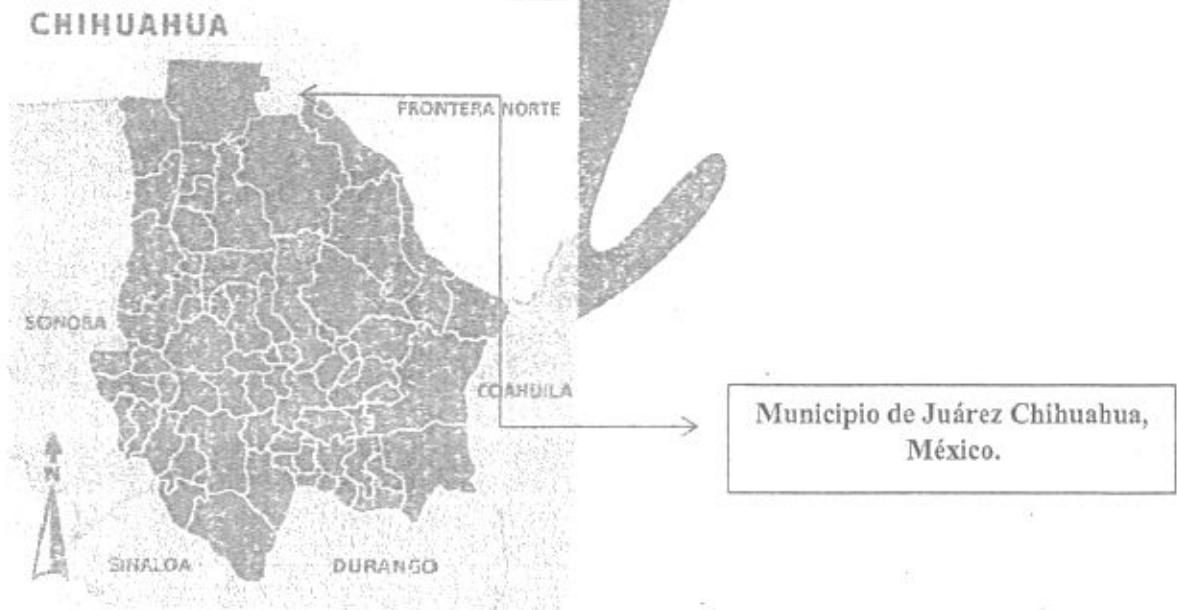 CHIHUAHUA
FRONTERA NORTE
SONORA
COAHUILA
Municipio de Juárez Chihuahua,
México.
N
SINALOA
DURANGO